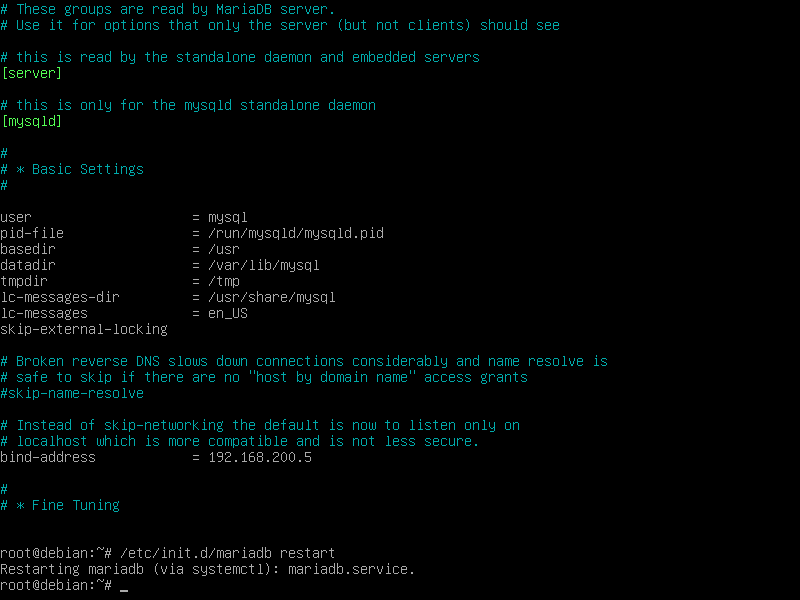 # These groups are read by MariaDB server.
# Use it for options that only the server (but not clients) should see
# this is read by the standalone daemon and embedded servers
[server]
# this is only for the mysqld standalone daemon
[mysqld]
#
# * Basic Settings
#
user                    = mysql
pid-file                = /run/mysqld/mysqld.pid
basedir                 = /usr
datadir                 = /var/lib/mysql
tmpdir                  = /tmp
lc-messages-dir         = /usr/share/mysql
lc-messages             = en_US
skip-external-locking
# Broken reverse DNS slows down connections considerably and name resolve is
# safe to skip if there are no "host by domain name" access grants
#skip-name-resolve
# Instead of skip-networking the default is now to listen only on
# localhost which is more compatible and is not less secure.
bind-address            = 192.168.200.5
#
# * Fine Tuning
root@debian:~# /etc/init.d/mariadb restart
Restarting mariadb (via systemctl): mariadb.service.
root@debian:~# _